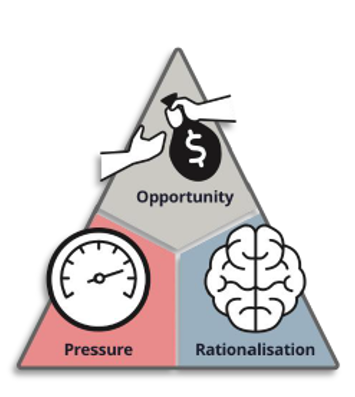 $
Opportunity
Pressure
Rationalisation